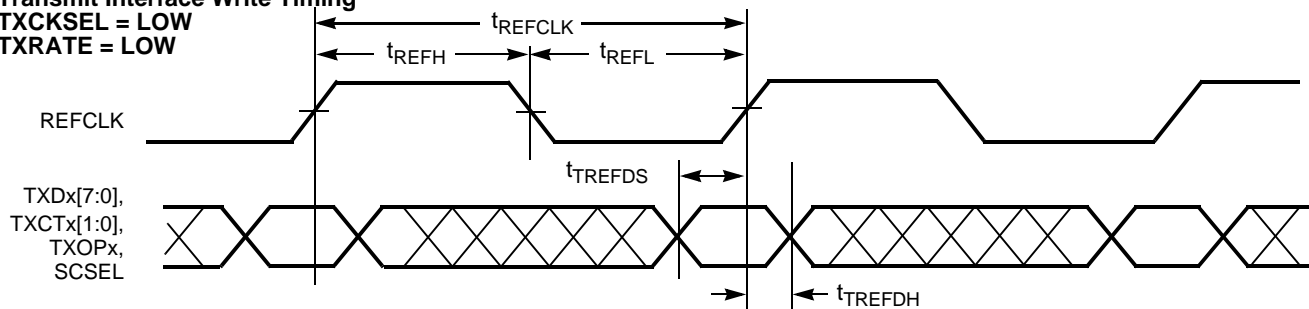 Transmit Interface Write Timing
TXCKSEL = LOW
TXRATE = LOW
tREFCLK
tREFH
tREFL
REFCLK
tTREFDS
TXDx[7:0],
TXCTx[1:0],
TXOPx,
SCSEL
tTREFDH